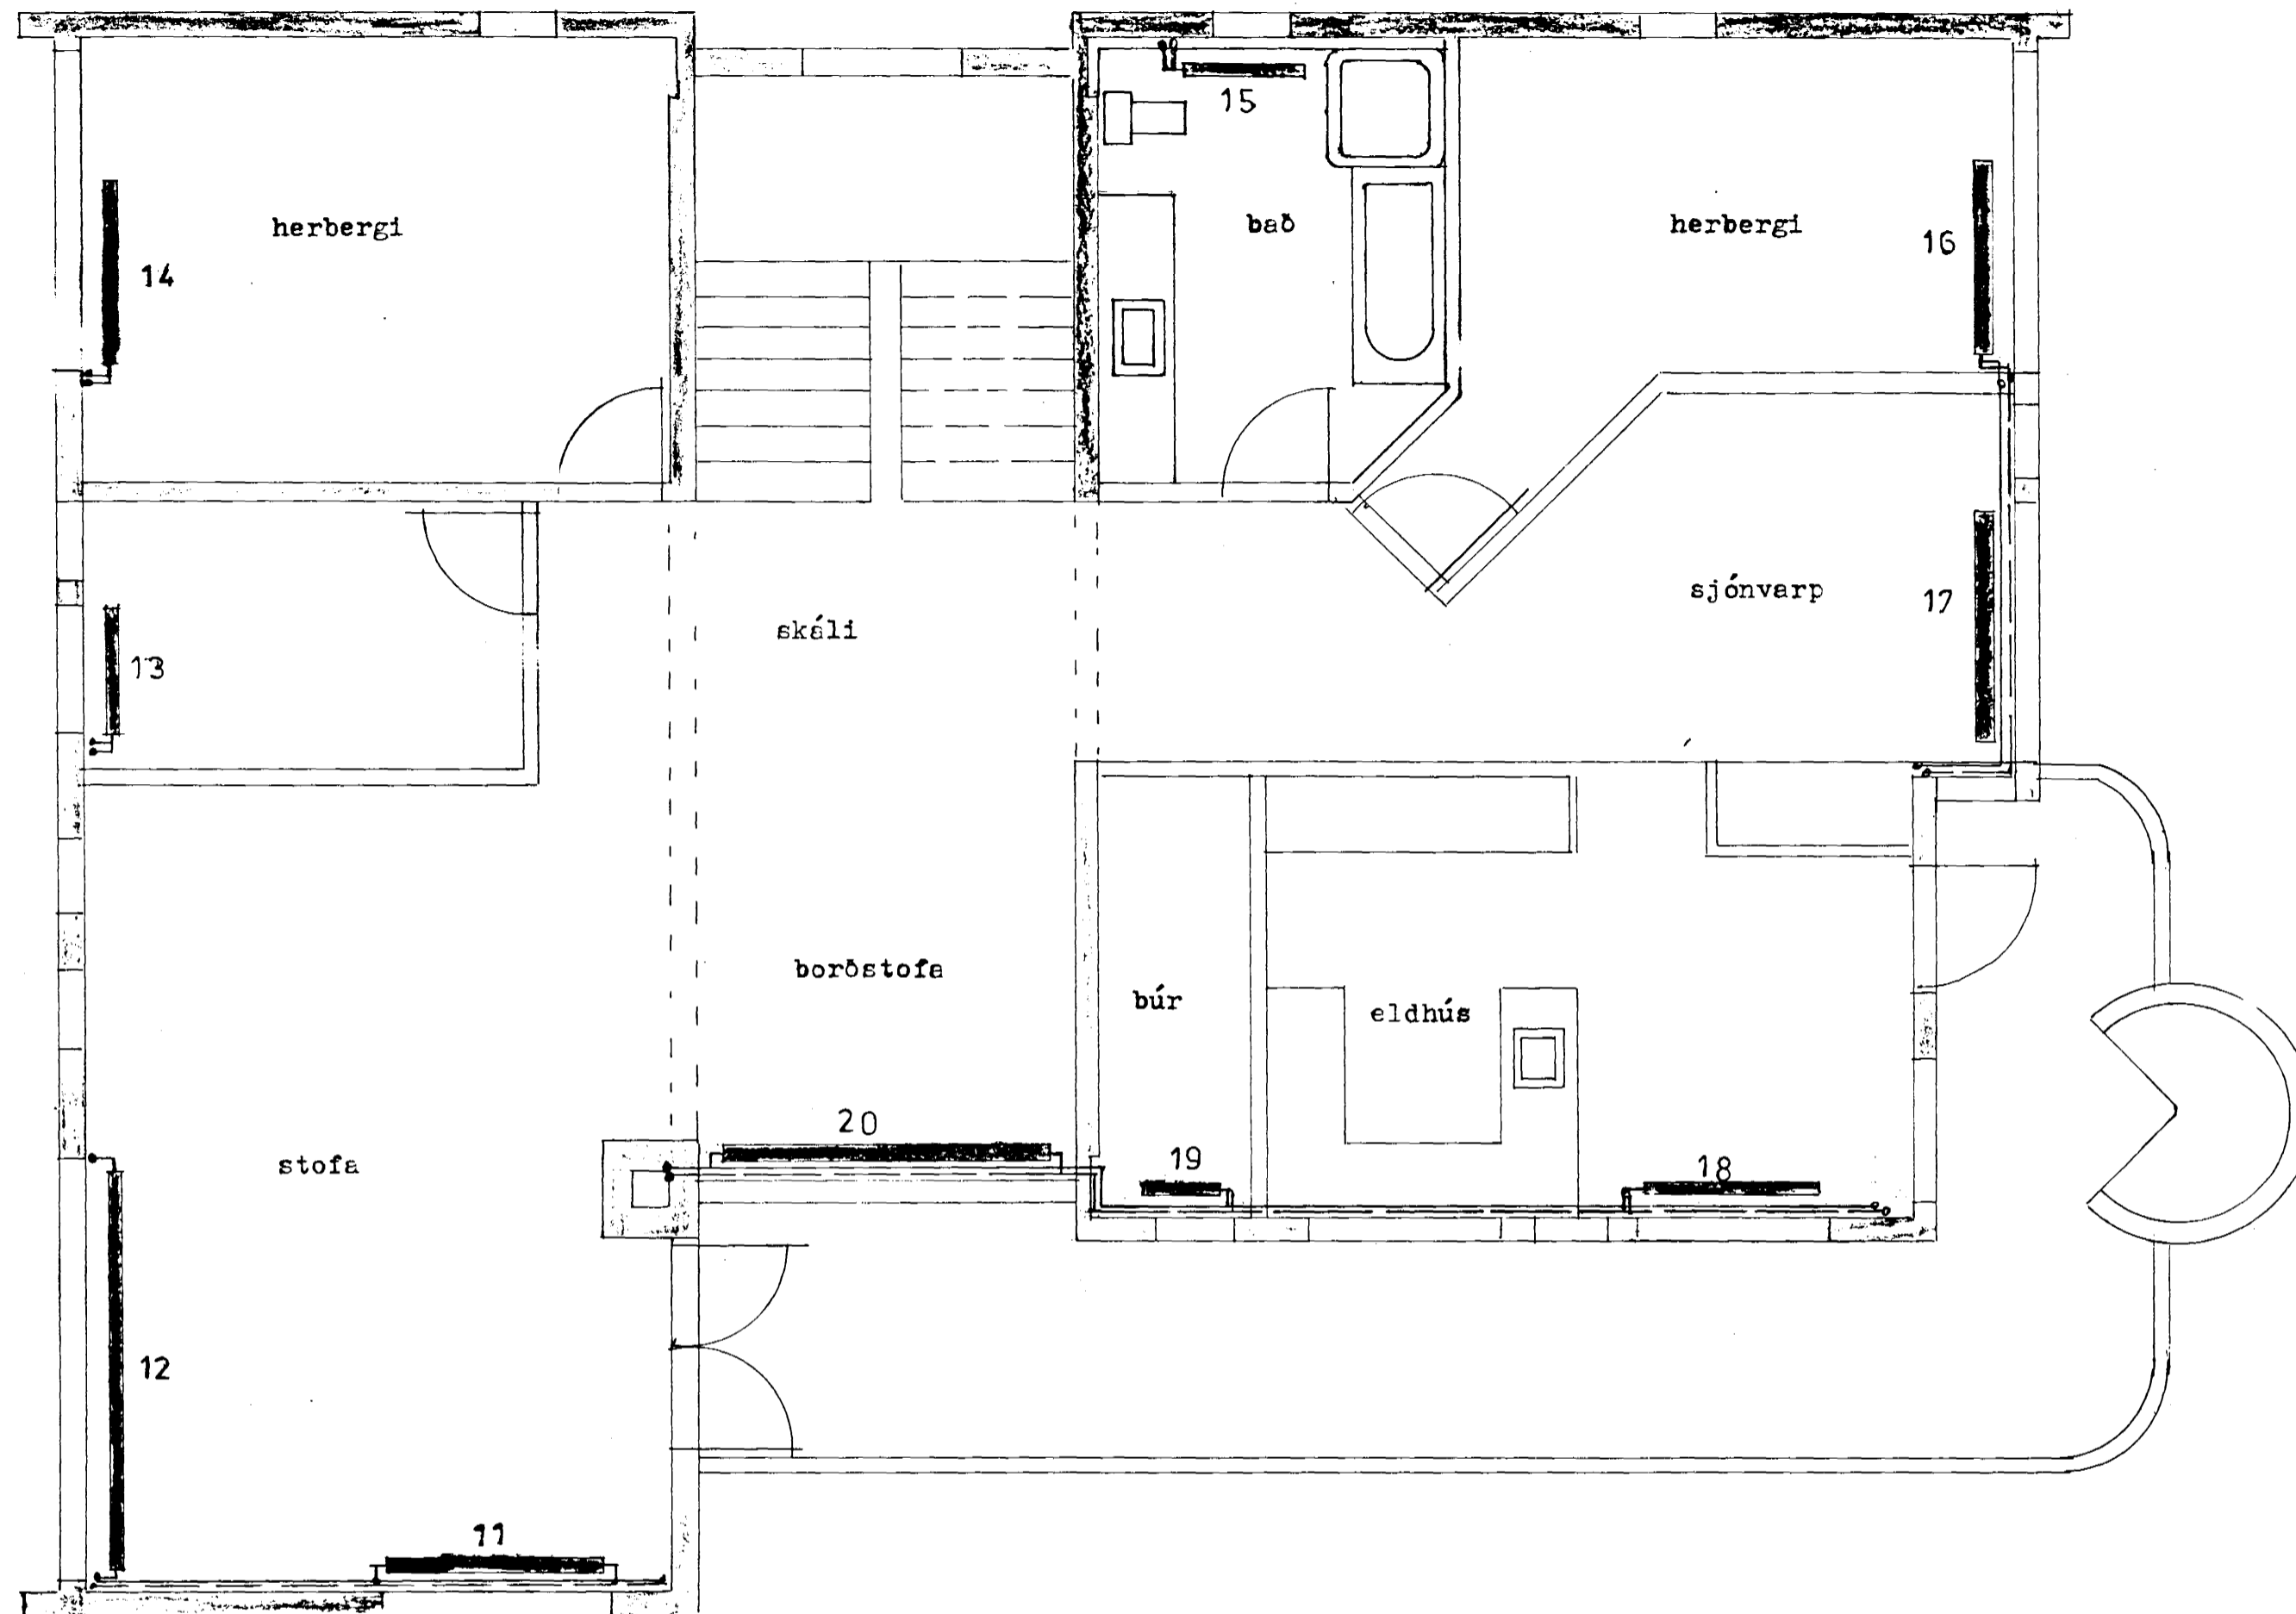 15
herbergi
bað
herbergi
16
14
sjónvarp
17
skáli
13
borðstofa
búr
eldhús
20
stofa
19
18
12
11